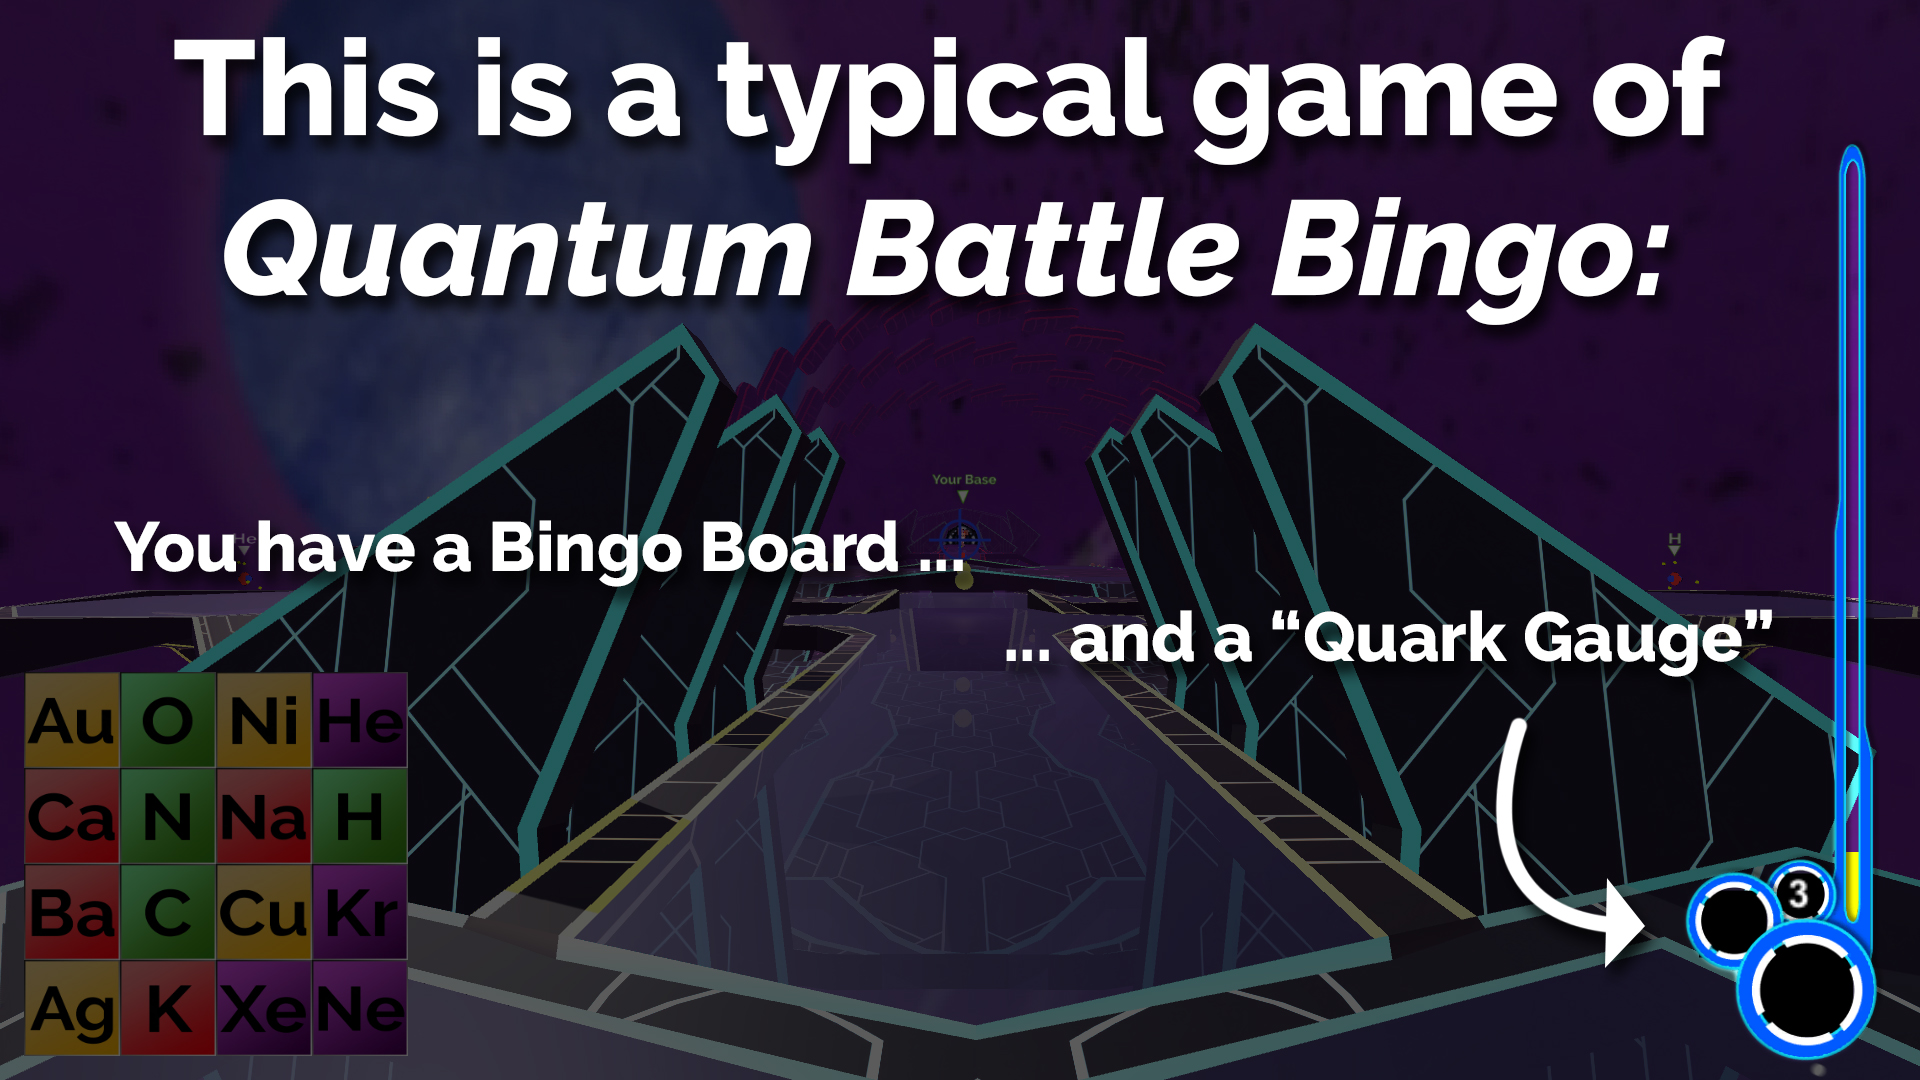 This is a typical game of
Quantum Battle Bingo:
Your Base
He
H
You have a Bingo Board ...
... and a “Quark Gauge”
Au O Ni He
Ca N Na H
Ba C Cu Kr
Ag K Xe Ne
3